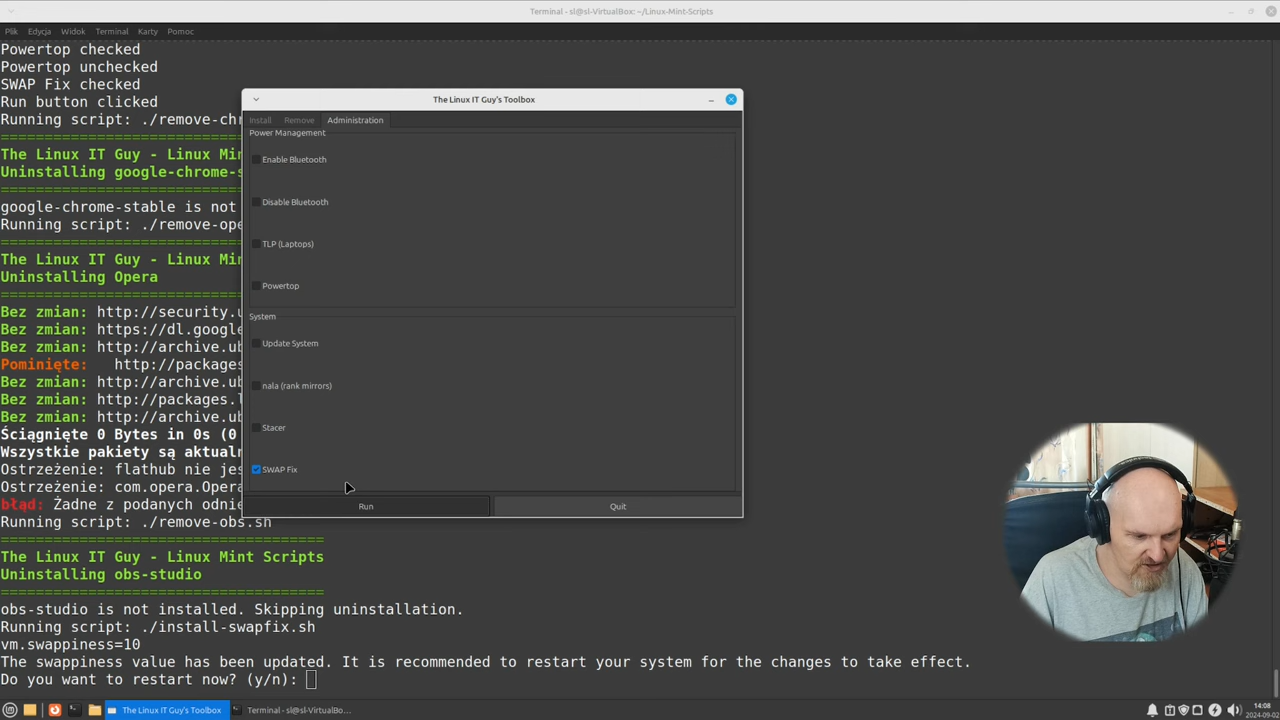 Terminal - sl@sl-VirtualBox: ~/Linux-Mint-Scripts
Plik Edycja Widok Terminal Karty Pomoc
Powertop checked
Powertop unchecked
SWAP Fix checked
Run button clicked
Running script: ./remove-chr
The Linux IT Guy - Linux Min
Uninstalling google-chrome-s
google-chrome-stable is not
Running script: ./remove-ope
The Linux IT Guy - Linux Min
Uninstalling Opera
Bez zmian: http://security.u
Bez zmian: https://dl.google
Bez zmian: http://archive.ub
Pominięte: http://packages
Bez zmian: http://archive.ub
Bez zmian: http://packages.l
Bez zmian: http://archive.ub
Ściągnięte 0 Bytes in 0s (0
Wszystkie pakiety są aktualn
Ostrzeżenie: flathub nie jes
Ostrzeżenie: com.opera.Opera
błąd: Żadne z podanych odnie
Running script: ./remove-obs.sh
The Linux IT Guy - Linux Mint Scripts
Uninstalling obs-studio
obs-studio is not installed. Skipping uninstallation.
Running script: ./install-swapfix.sh
vm.swappiness=10
The swappiness value has been updated. It is recommended to restart your system for the changes to take effect.
Do you want to restart now? (y/n):
The Linux IT Guy's Toolbox
Install Remove Administration
Power Management
Enable Bluetooth
Disable Bluetooth
TLP (Laptops)
Powertop
System
Update System
nala (rank mirrors)
Stacer
SWAP Fix
Run Quit
The Linux IT Guy's Toolbox
Terminal - sl@sl-VirtualBo...
14:08
2024-09-02